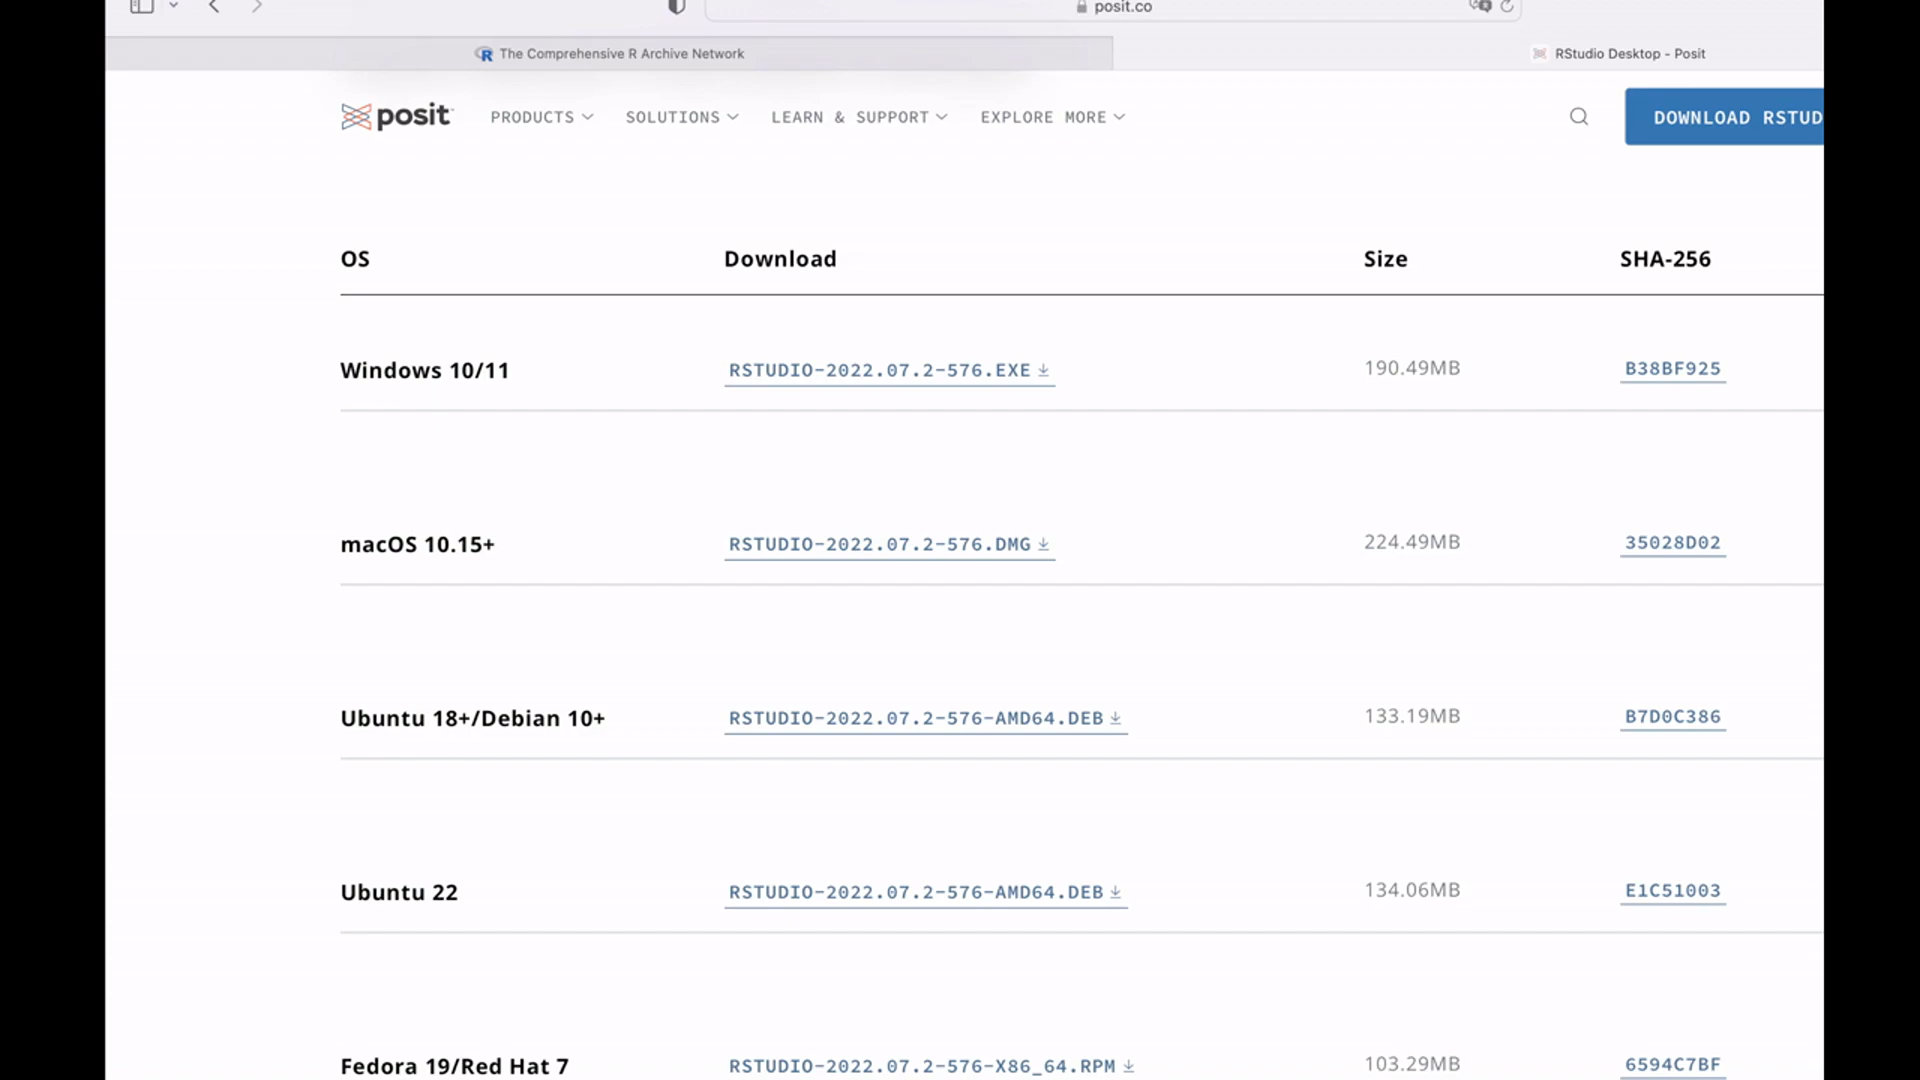 posit.co
The Comprehensive R Archive Network
RStudio Desktop - Posit
posit
PRODUCTS
SOLUTIONS
LEARN & SUPPORT
EXPLORE MORE
DOWNLOAD RSTUD
OS Download Size SHA-256
Windows 10/11 RSTUDIO-2022.07.2-576.EXE 190.49MB B38BF925
macOS 10.15+ RSTUDIO-2022.07.2-576.DMG 224.49MB 35028D02
Ubuntu 18+/Debian 10+ RSTUDIO-2022.07.2-576-AMD64.DEB 133.19MB B7D0C386
Ubuntu 22 RSTUDIO-2022.07.2-576-AMD64.DEB 134.06MB E1C51003
Fedora 19/Red Hat 7 RSTUDIO-2022.07.2-576-X86_64.RPM 103.29MB 6594C7BF